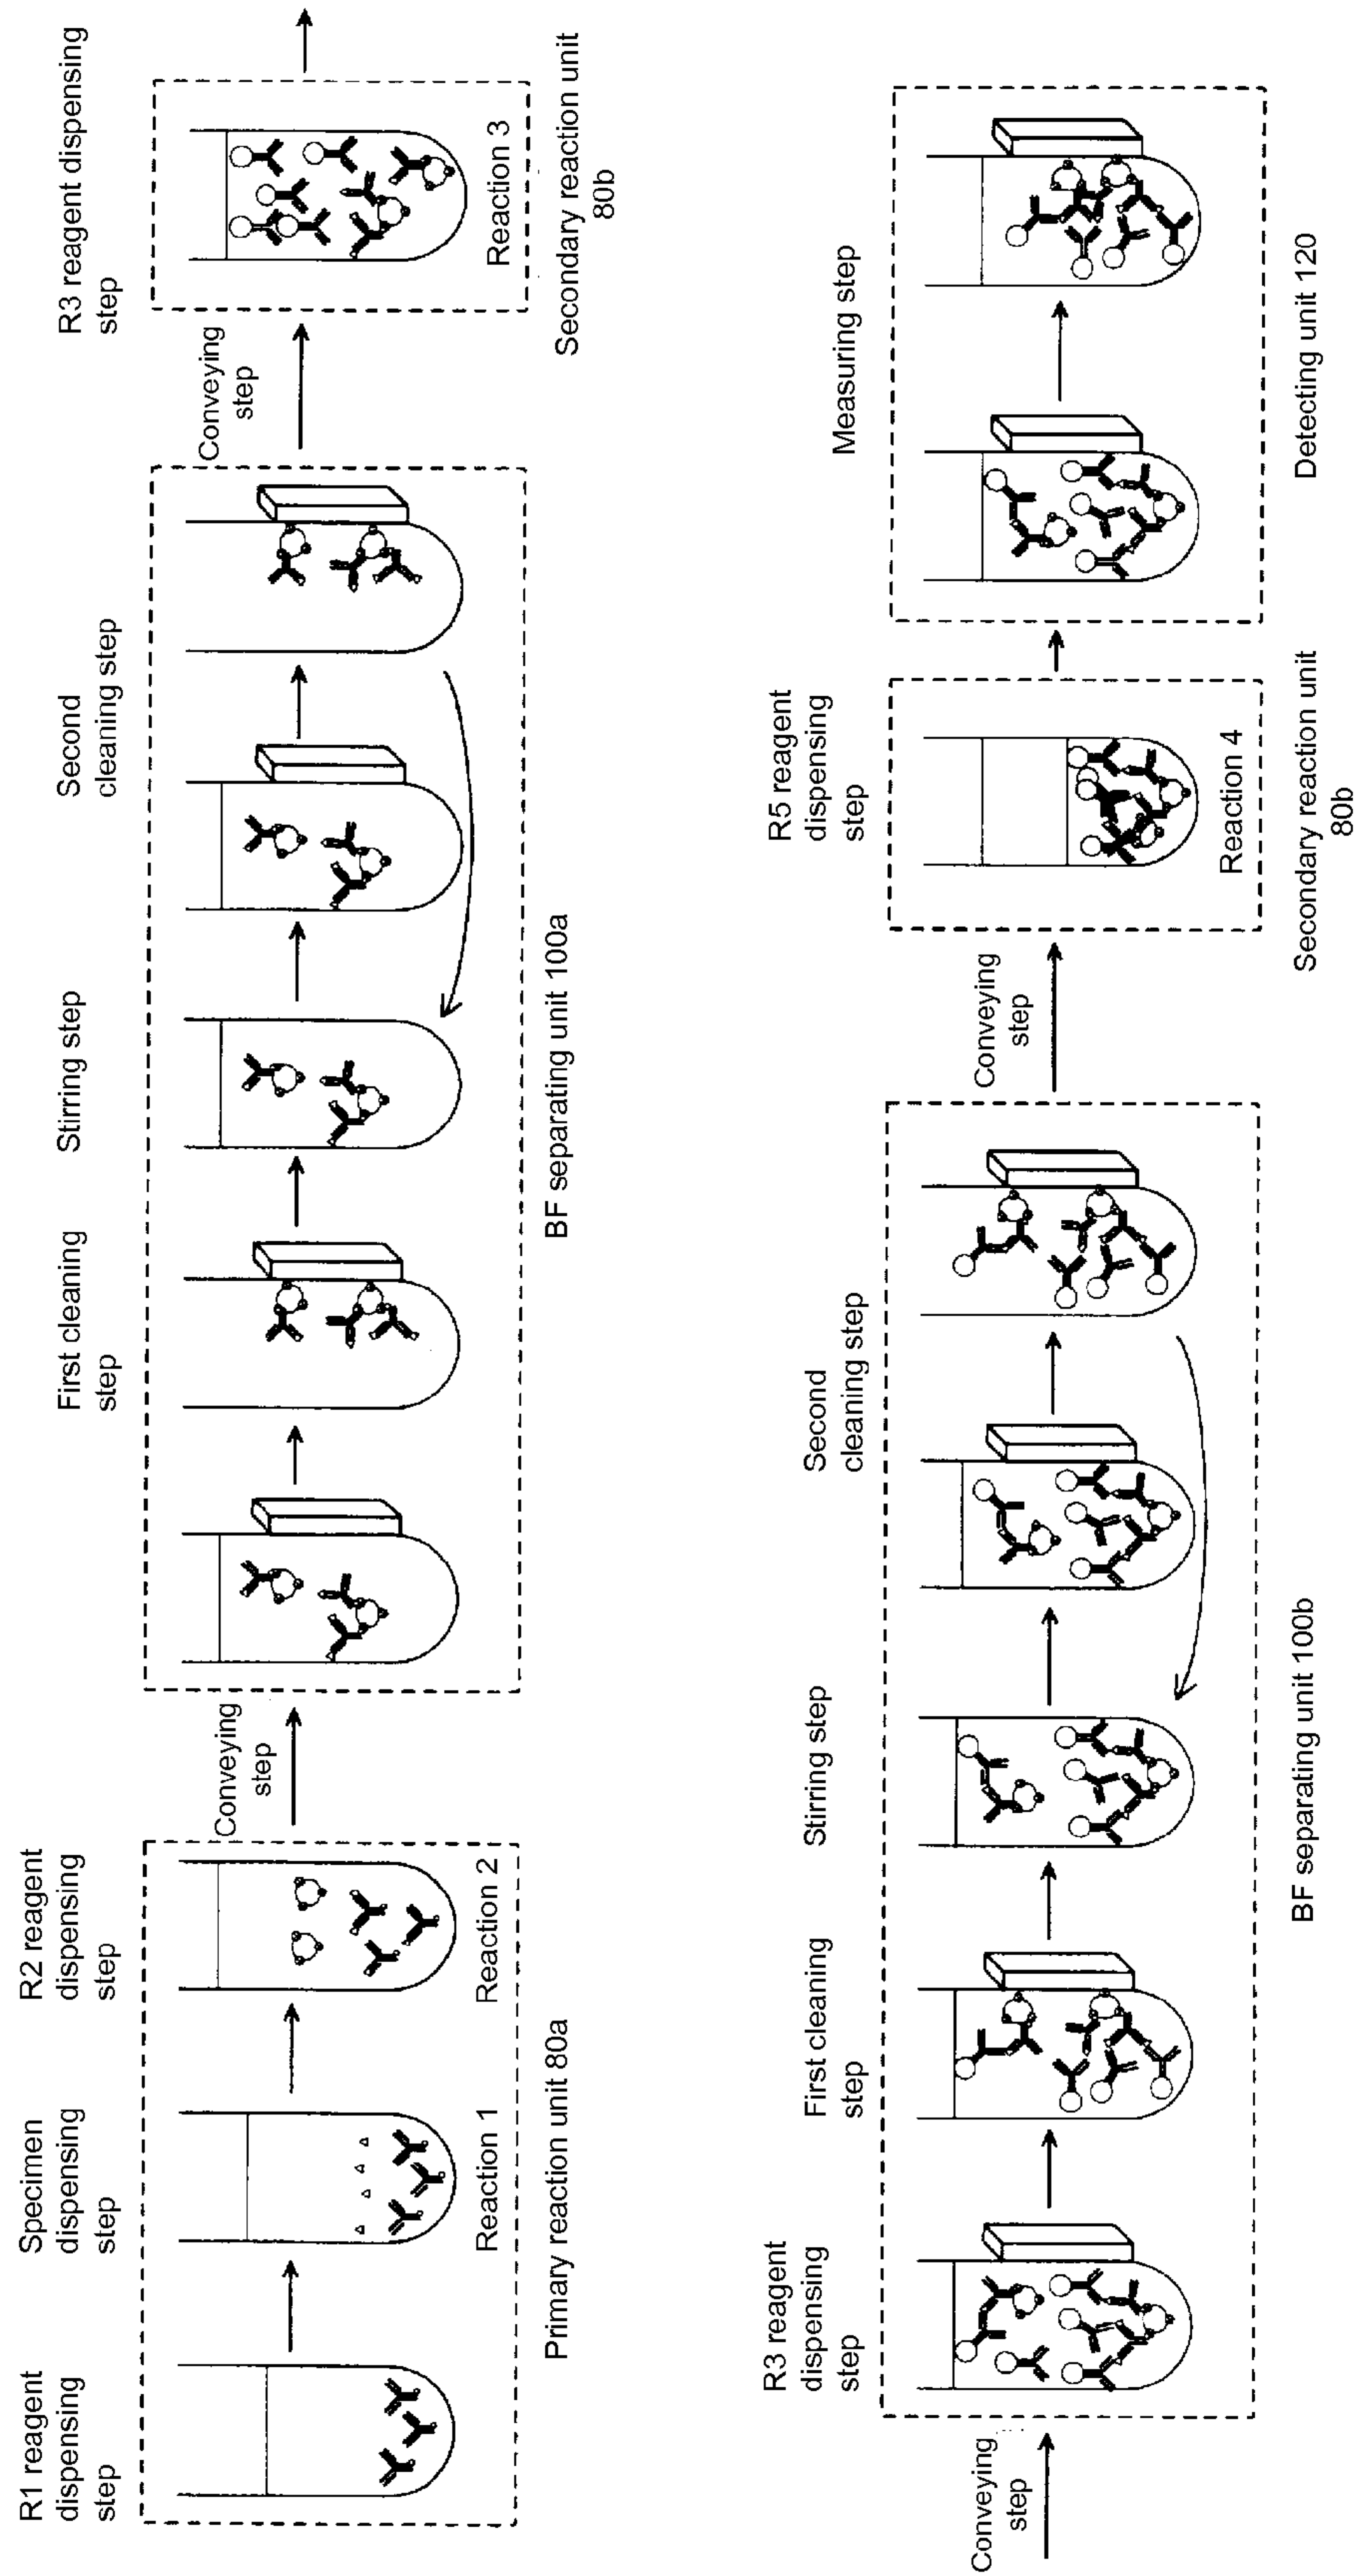 R1 reagent
dispensing
step
Specimen
dispensing
step
R2 reagent
dispensing
step
Reaction 1
Reaction 2
Primary reaction unit 80a
Conveying
step
First cleaning
step
Stirring step
Second
cleaning step
BF separating unit 100a
Conveying
step
R3 reagent dispensing
step
Reaction 3
Secondary reaction unit
80b
Conveying
step
R3 reagent
dispensing
step
First cleaning
step
Stirring step
Second
cleaning step
BF separating unit 100b
Conveying
step
R5 reagent
dispensing
step
Reaction 4
Secondary reaction unit
80b
Measuring step
Detecting unit 120